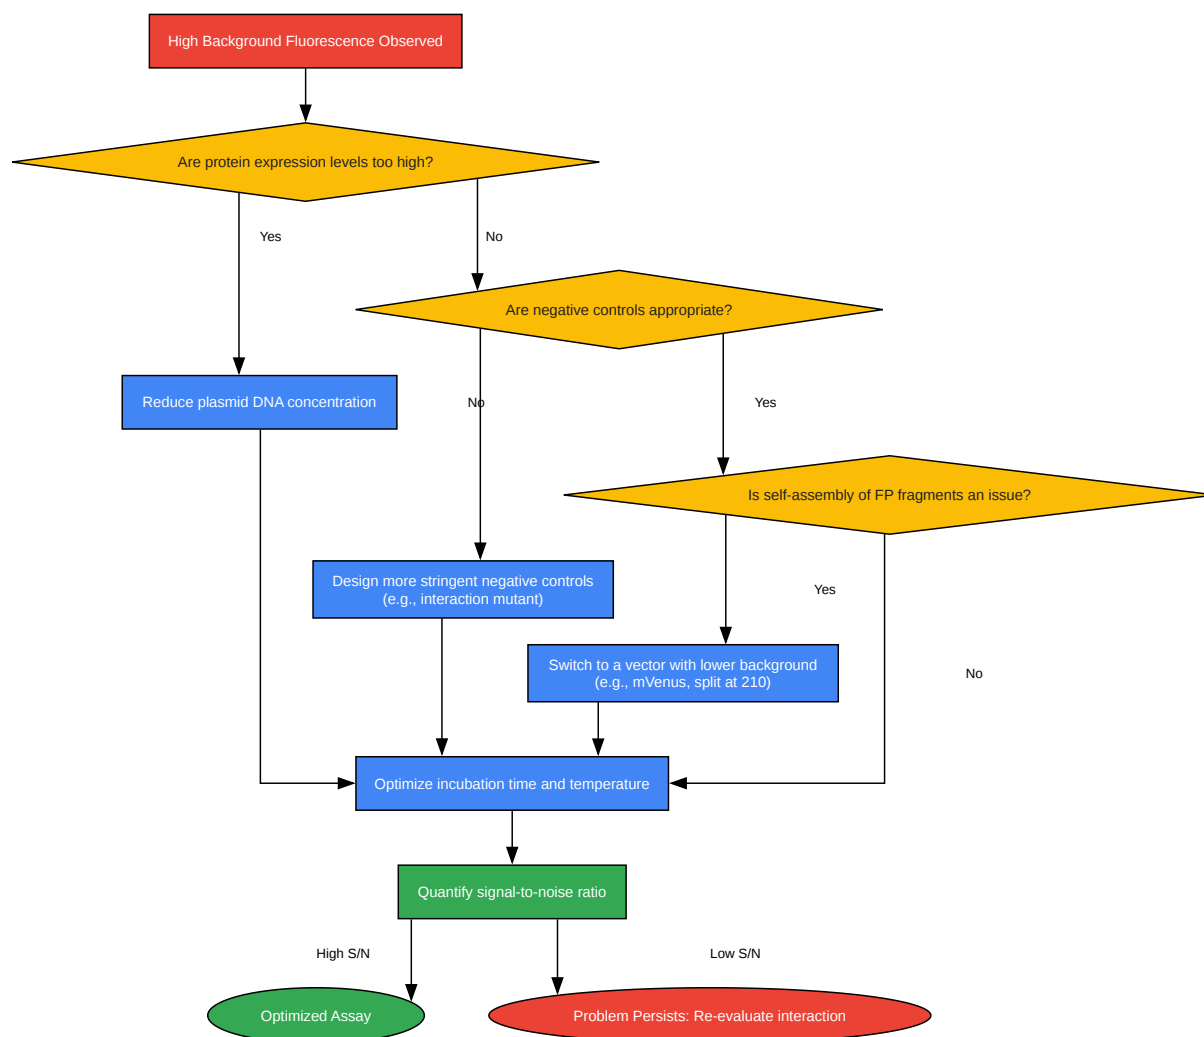 High Background Fluorescence Observed
Are protein expression levels too high?
Yes
No
Are negative controls appropriate?
Reduce plasmid DNA concentration
No
Yes
Is self-assembly of FP fragments an issue?
Design more stringent negative controls
(e.g., interaction mutant)
Yes
Switch to a vector with lower background
(e.g., mVenus, split at 210)
No
Optimize incubation time and temperature
Quantify signal-to-noise ratio
High S/N
Low S/N
Optimized Assay
Problem Persists: Re-evaluate interaction